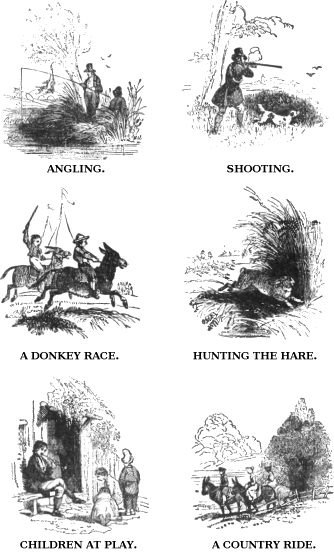 ANGLING.
SHOOTING.
A DONKEY RACE.
HUNTING THE HARE.
CHILDREN AT PLAY.
A COUNTRY RIDE.